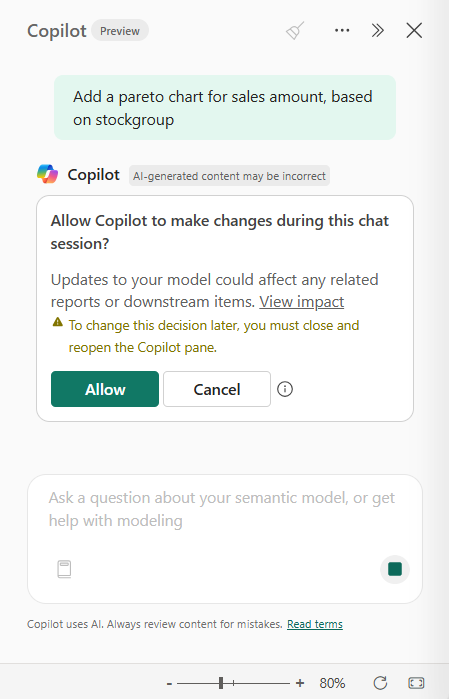 Copilot Preview
Add a pareto chart for sales amount, based
on stockgroup
Copilot AI-generated content may be incorrect
Allow Copilot to make changes during this chat
session?
Updates to your model could affect any related
reports or downstream items. View impact
To change this decision later, you must close and
reopen the Copilot pane.
Allow Cancel
Ask a question about your semantic model, or get
help with modeling
Copilot uses AI. Always review content for mistakes. Read terms
- + 80%